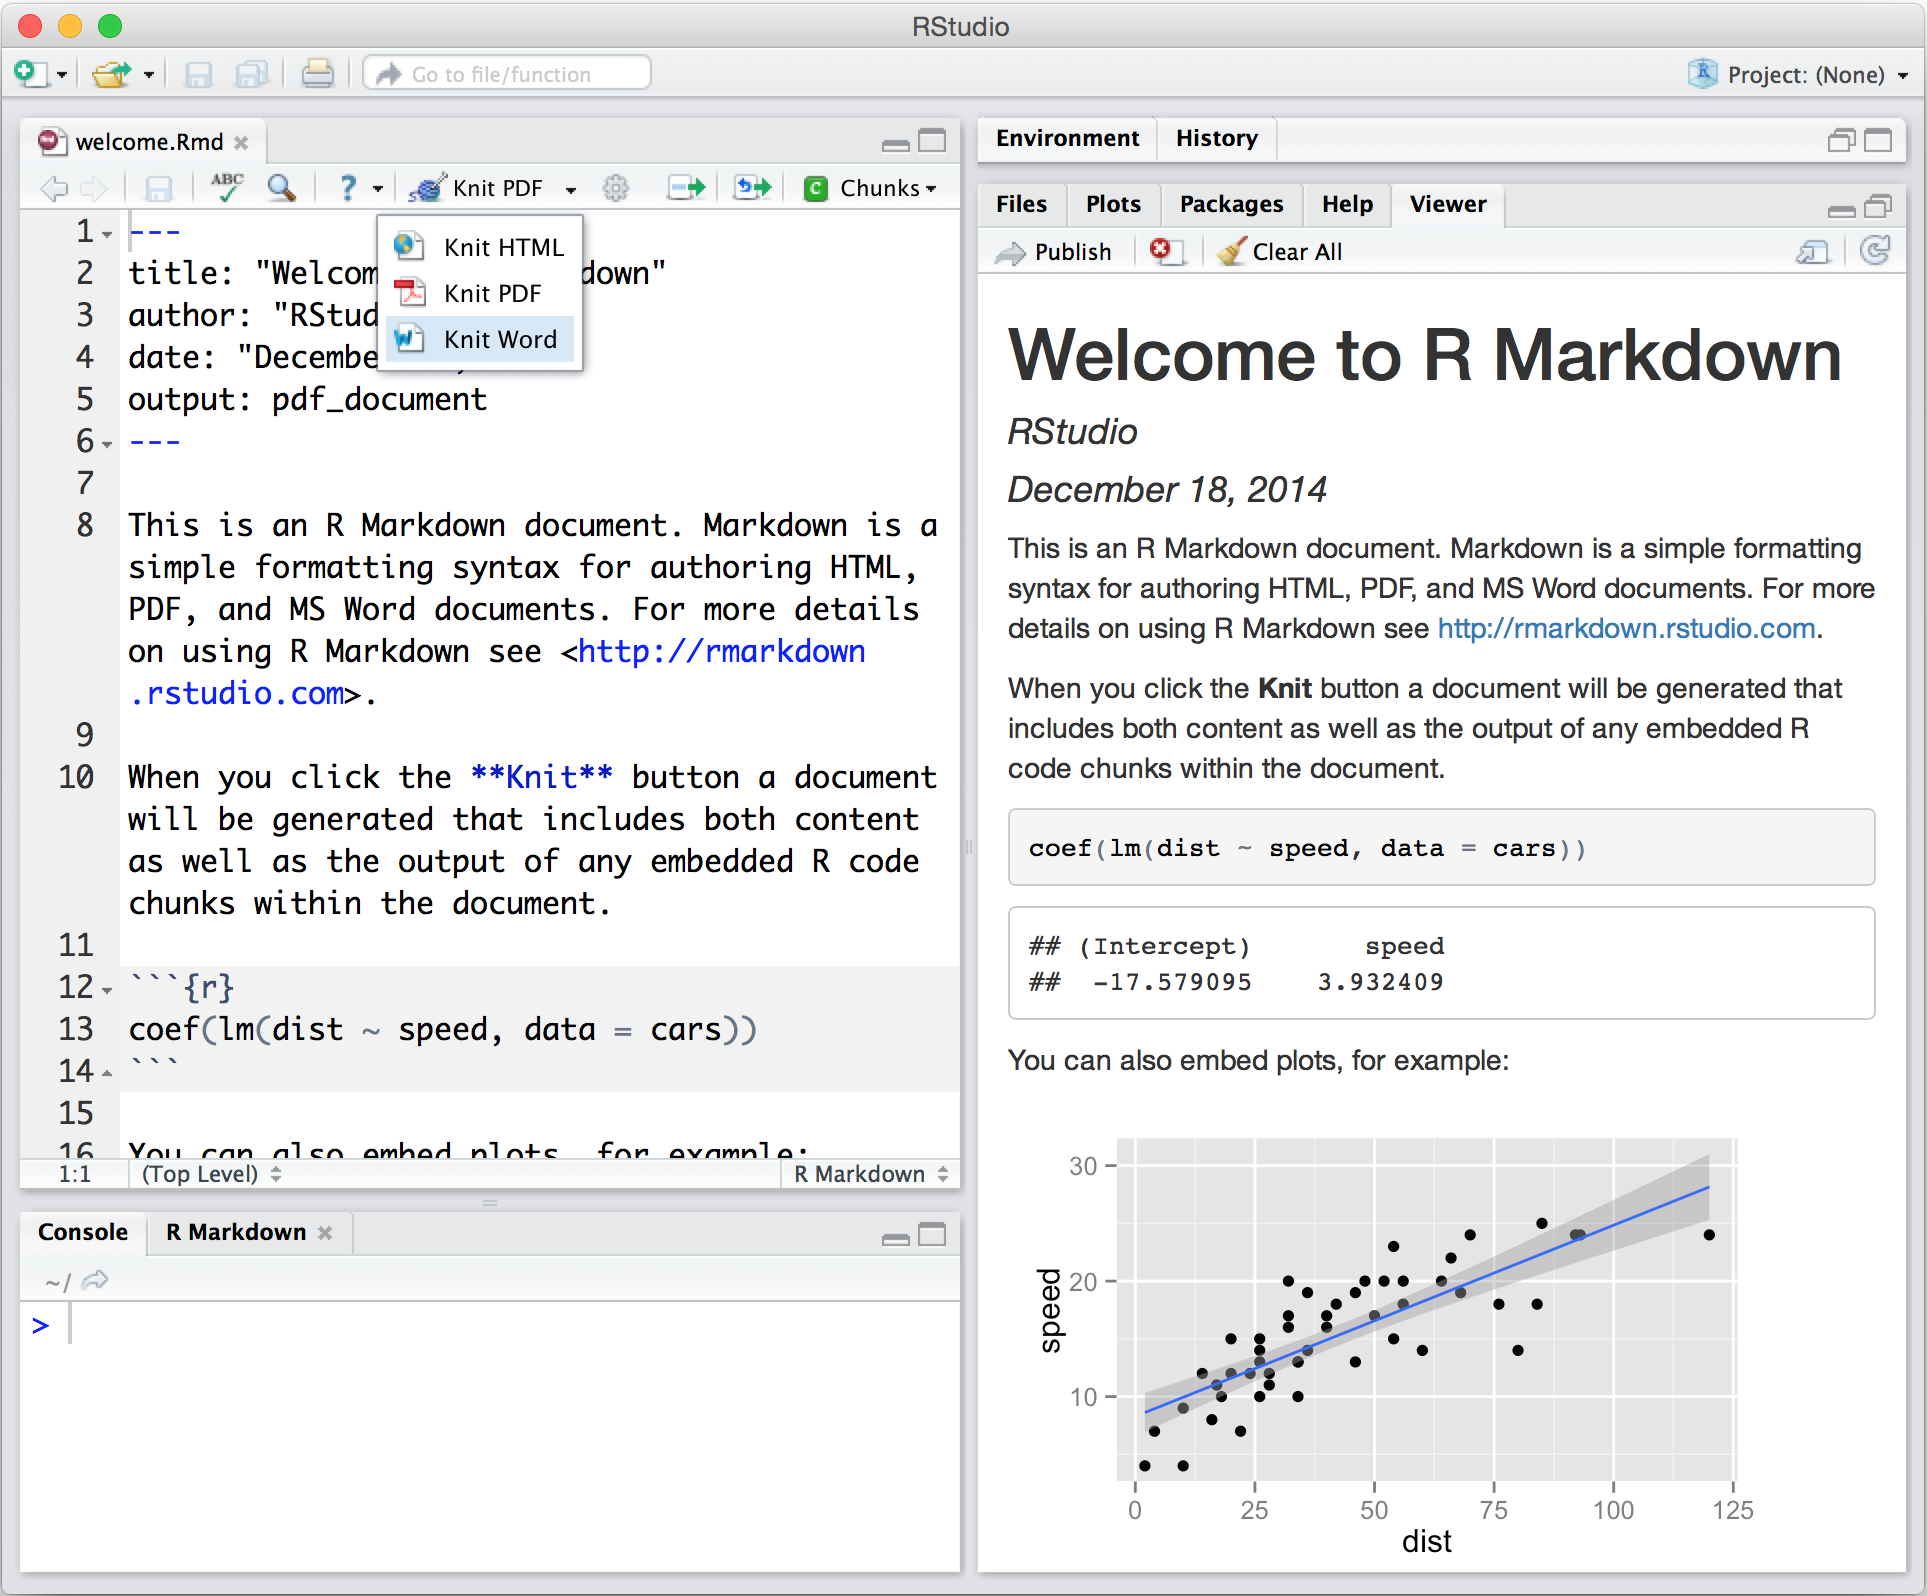 RStudio
Go to file/function
Project: (None)
welcome.Rmd
ABC
?
Knit PDF
C
Chunks
Knit HTML
Knit PDF
Knit Word
1 ---
2 title: "Welcom down"
3 author: "RStud
4 date: "Decembe
5 output: pdf_document
6 ---
7
8 This is an R Markdown document. Markdown is a
simple formatting syntax for authoring HTML,
PDF, and MS Word documents. For more details
on using R Markdown see <http://rmarkdown
.rstudio.com>.
9
10 When you click the **Knit** button a document
will be generated that includes both content
as well as the output of any embedded R code
chunks within the document.
11
12 ```{r}
13 coef(lm(dist ~ speed, data = cars))
14 ```
15
16 You can also embed plots, for example:
1:1 (Top Level) R Markdown
Console R Markdown
~/
>
Environment History
Files Plots Packages Help Viewer
Publish Clear All
Welcome to R Markdown
RStudio
December 18, 2014
This is an R Markdown document. Markdown is a simple formatting
syntax for authoring HTML, PDF, and MS Word documents. For more
details on using R Markdown see http://rmarkdown.rstudio.com.
When you click the Knit button a document will be generated that
includes both content as well as the output of any embedded R
code chunks within the document.
coef(lm(dist ~ speed, data = cars))
## (Intercept) speed
## -17.579095 3.932409
You can also embed plots, for example:
30
20
10
speed
0 25 50 75 100 125
dist